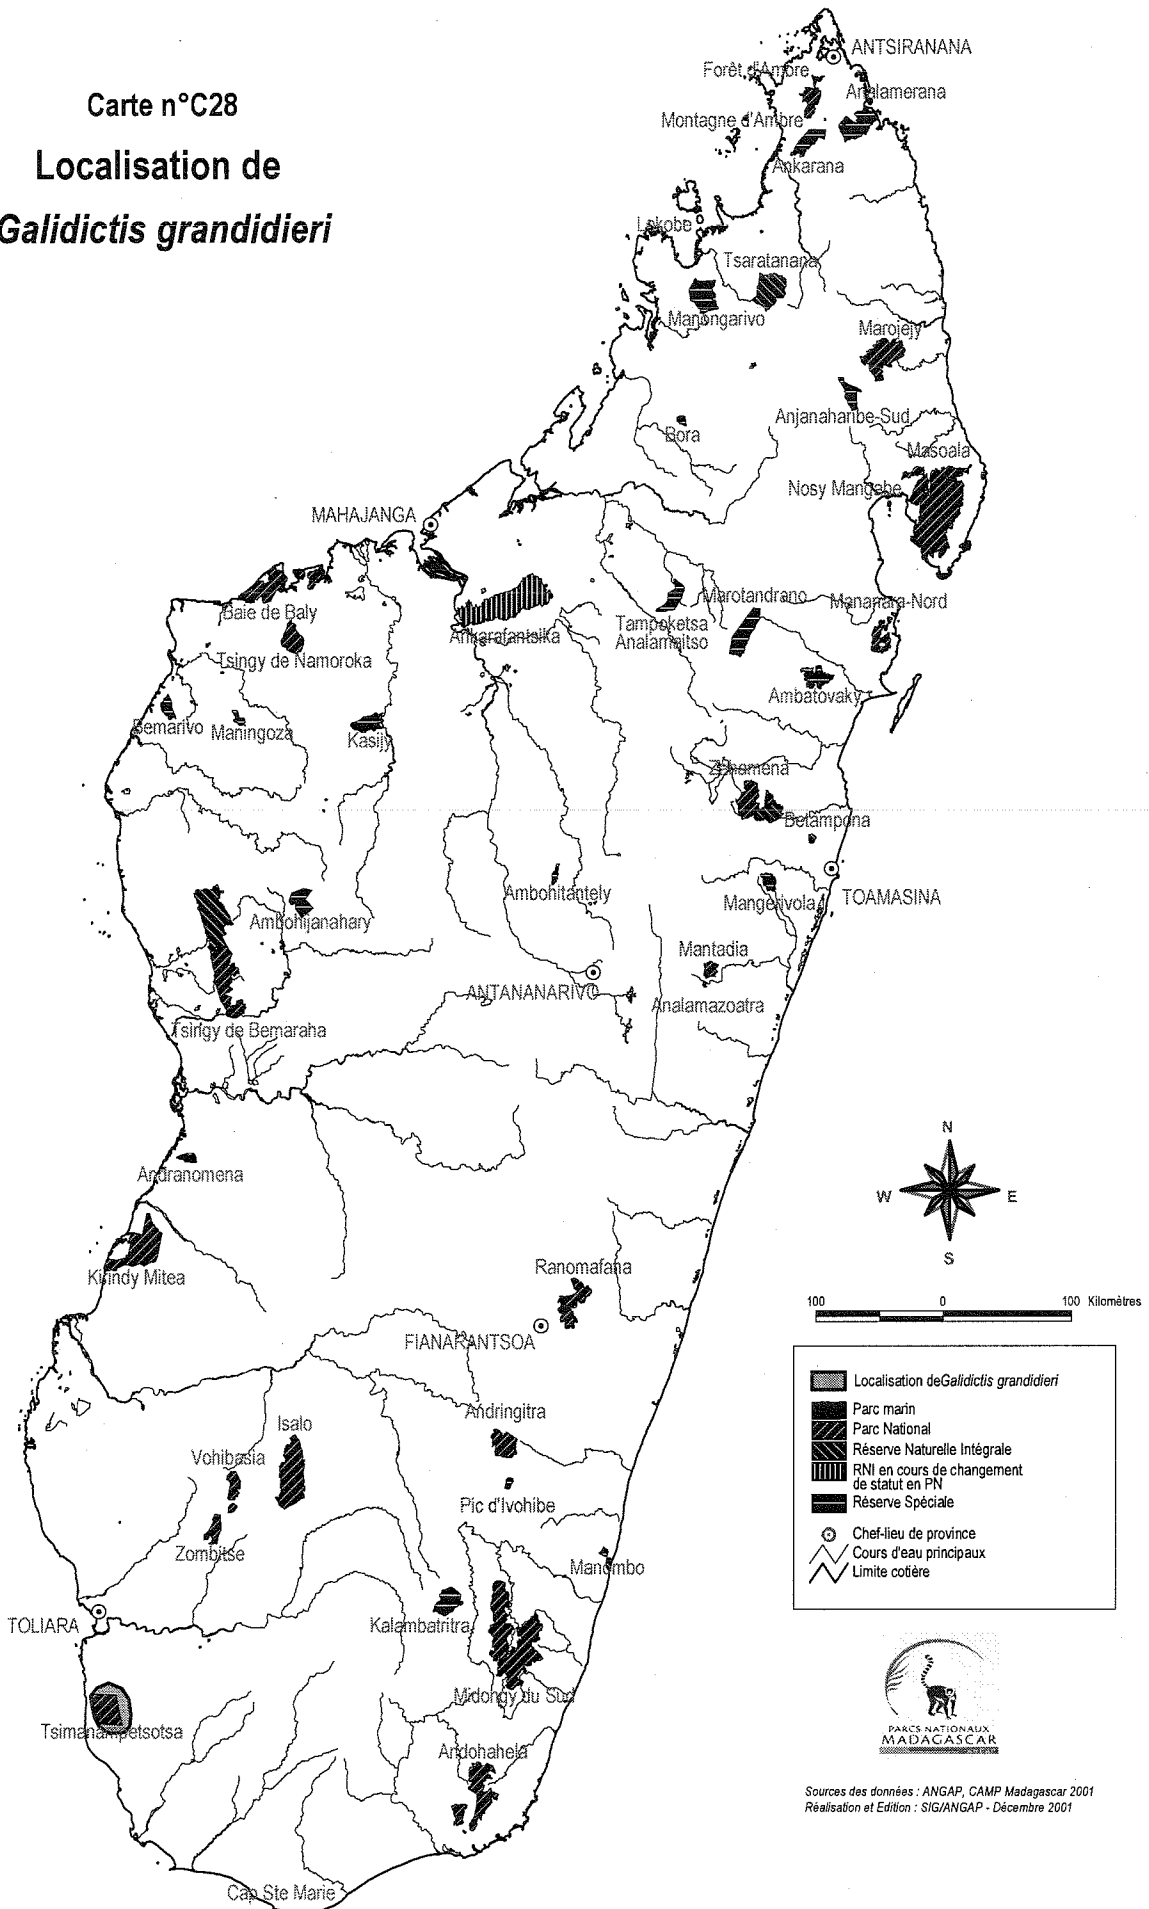 Carte n°C28
Localisation de
Galidictis grandidieri
ANTSIRANANA
Forêt d'Ambre
Analamerana
Montagne d'Ambre
Ankarana
Lokobe
Tsaratanana
Manongarivo
Marojejy
Anjanaharibe-Sud
Bora
Masoala
Nosy Mangabe
MAHAJANGA
Baie de Baly
Ankarafantsika
Tampoketsa
Analamaitso
Marotandrano
Mananara-Nord
Tsingy de Namoroka
Ambatovaky
Bemarivo
Maningoza
Kasijy
Zahamena
Betampona
Ambohitantely
Mangerivola
TOAMASINA
Ambohijanahary
Mantadia
ANTANANARIVO
Analamazoatra
Tsingy de Bemaraha
Andranomena
N
W
E
S
Kirindy Mitea
Ranomafana
FIANARANTSOA
100 0 100 Kilomètres
Localisation de Galidictis grandidieri
Parc marin
Parc National
Réserve Naturelle Intégrale
RNI en cours de changement
de statut en PN
Réserve Spéciale
Chef-lieu de province
Cours d'eau principaux
Limite cotière
Andringitra
Isalo
Vohibasia
Pic d'Ivohibe
Zombitse
Manombo
TOLIARA
Kalambatritra
Midongy du Sud
Tsimanampetsotsa
Andohahela
Cap Ste Marie
PARCS NATIONAUX
MADAGASCAR
Sources des données : ANGAP, CAMP Madagascar 2001
Réalisation et Edition : SIG/ANGAP - Décembre 2001